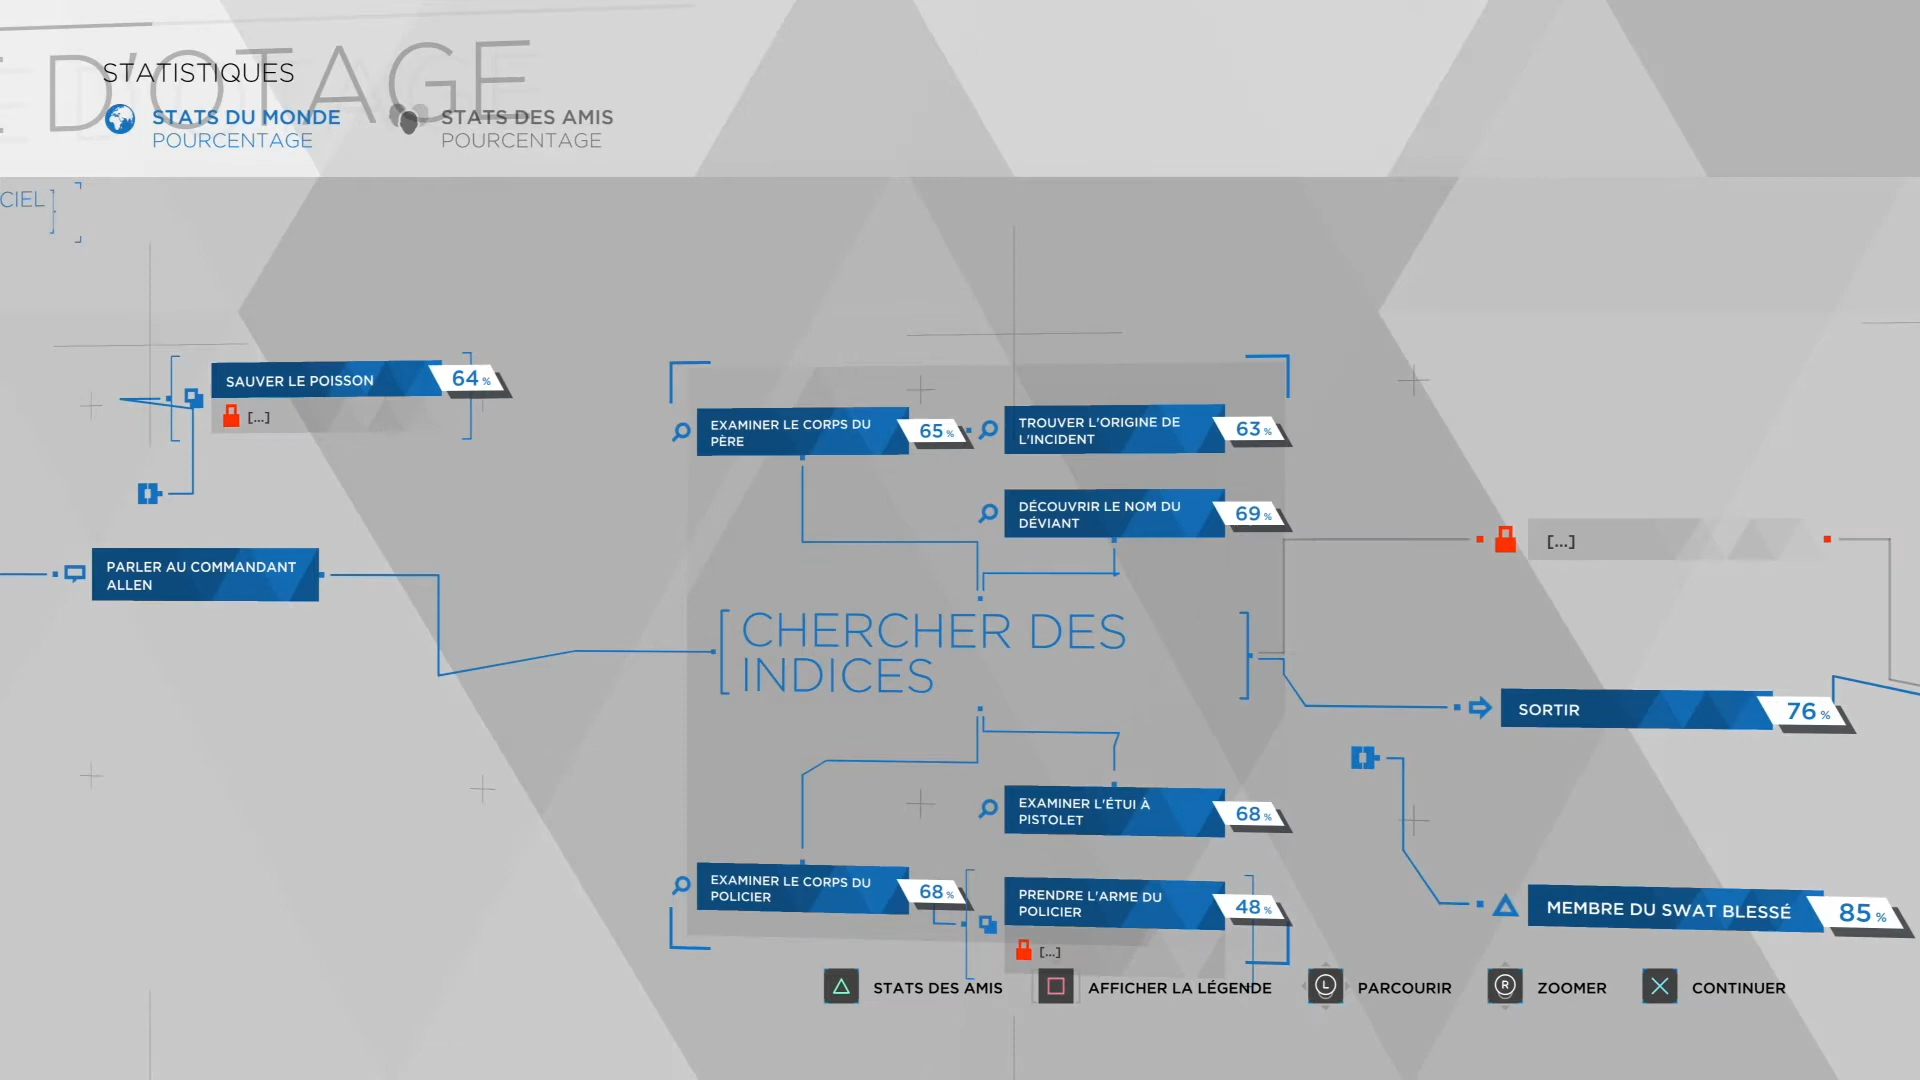 D'OTAGE
STATISTIQUES
STATS DU MONDE
POURCENTAGE
STATS DES AMIS
POURCENTAGE
CIEL
SAUVER LE POISSON
64%
[...]
PARLER AU COMMANDANT
ALLEN
EXAMINER LE CORPS DU
PÈRE
65%
TROUVER L'ORIGINE DE
L'INCIDENT
63%
DÉCOUVRIR LE NOM DU
DÉVIANT
69%
CHERCHER DES
INDICES
[...]
SORTIR
76%
EXAMINER L'ÉTUI À
PISTOLET
68%
EXAMINER LE CORPS DU
POLICIER
68%
PRENDRE L'ARME DU
POLICIER
48%
[...]
MEMBRE DU SWAT BLESSÉ
85%
STATS DES AMIS
AFFICHER LA LÉGENDE
L
PARCOURIR
R
ZOOMER
CONTINUER